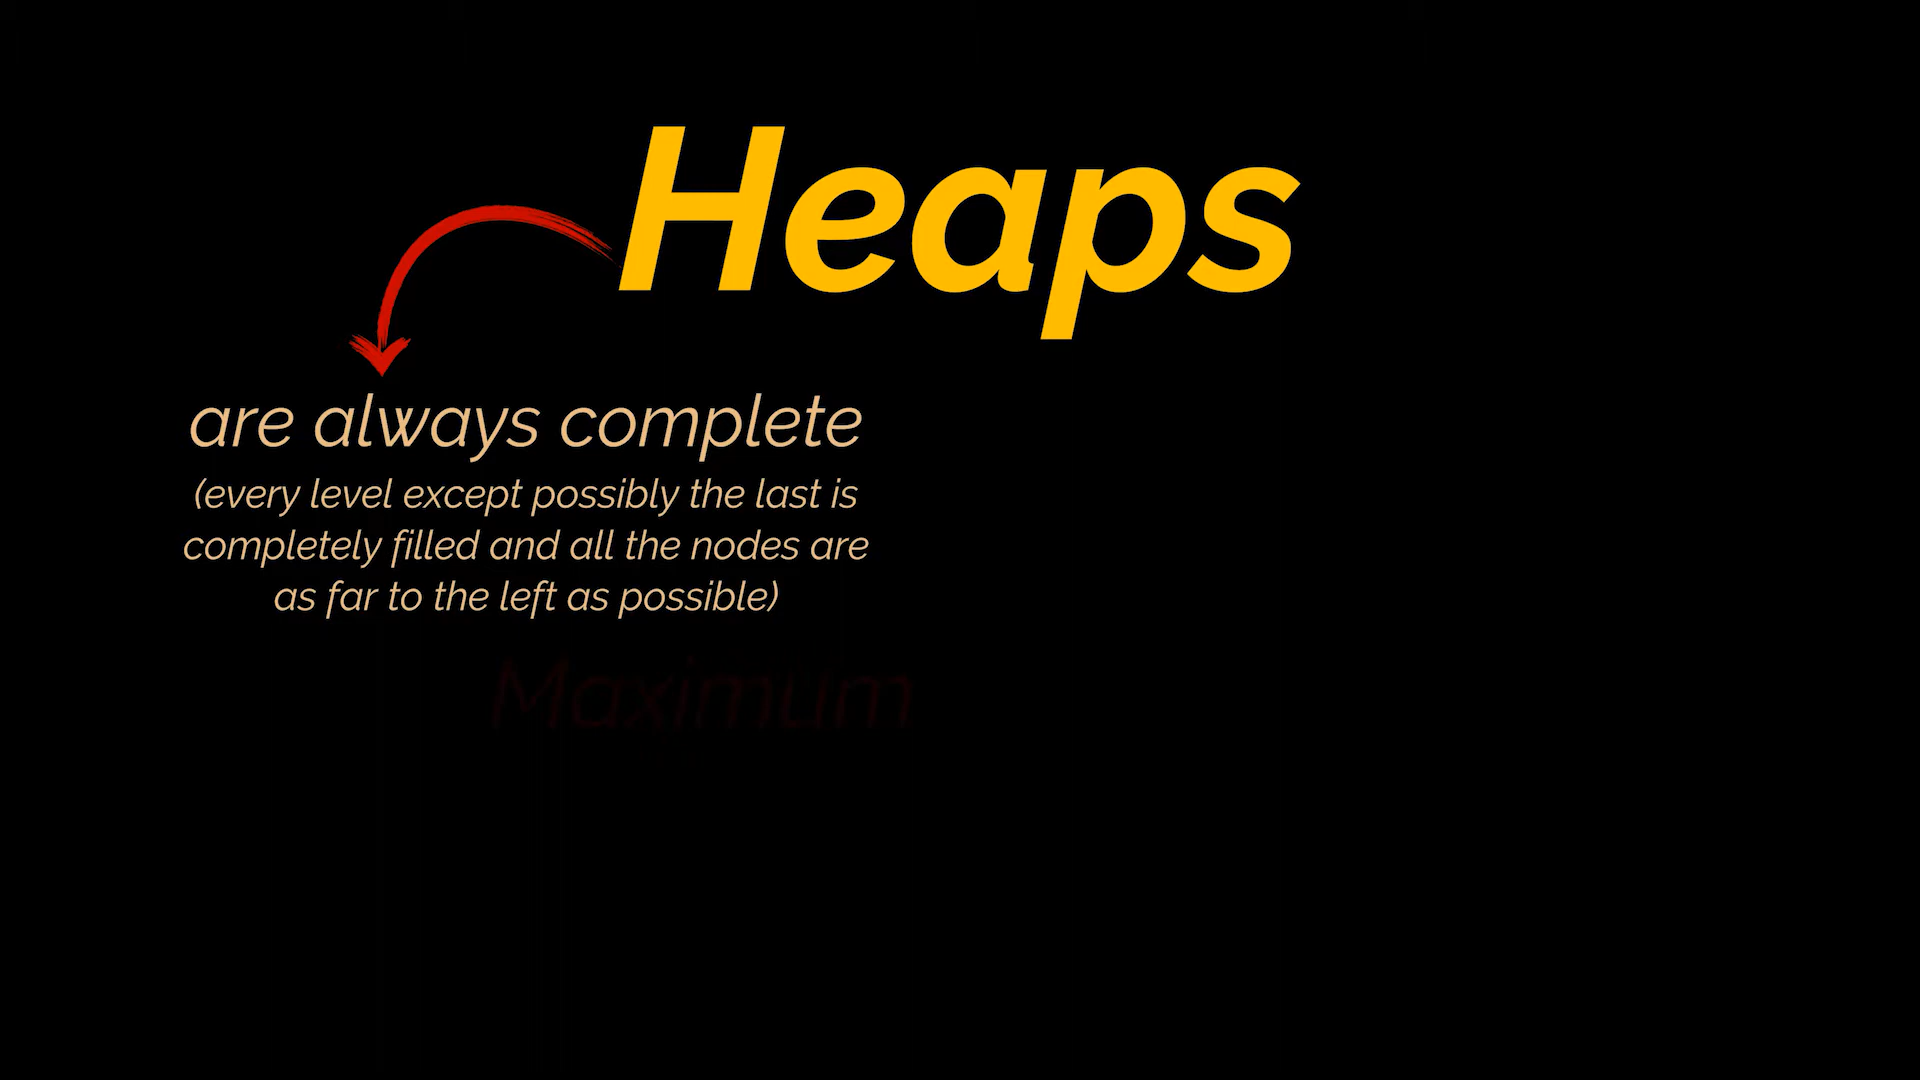 Heaps
are always complete
(every level except possibly the last is
completely filled and all the nodes are
as far to the left as possible)
Maximum